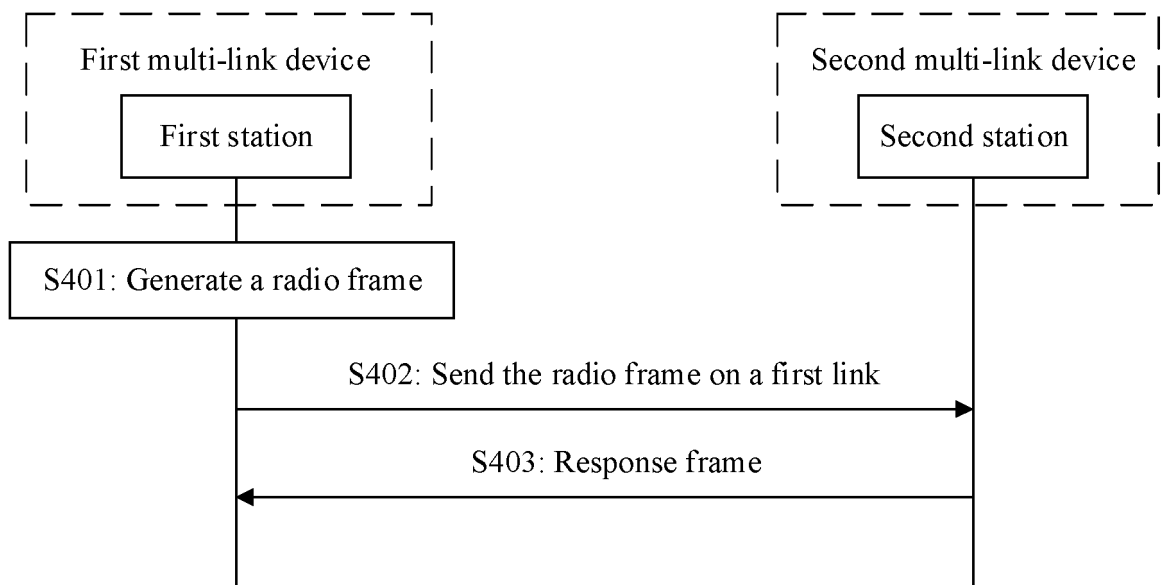 First multi-link device
Second multi-link device
First station
Second station
S401: Generate a radio frame
S402: Send the radio frame on a first link
S403: Response frame